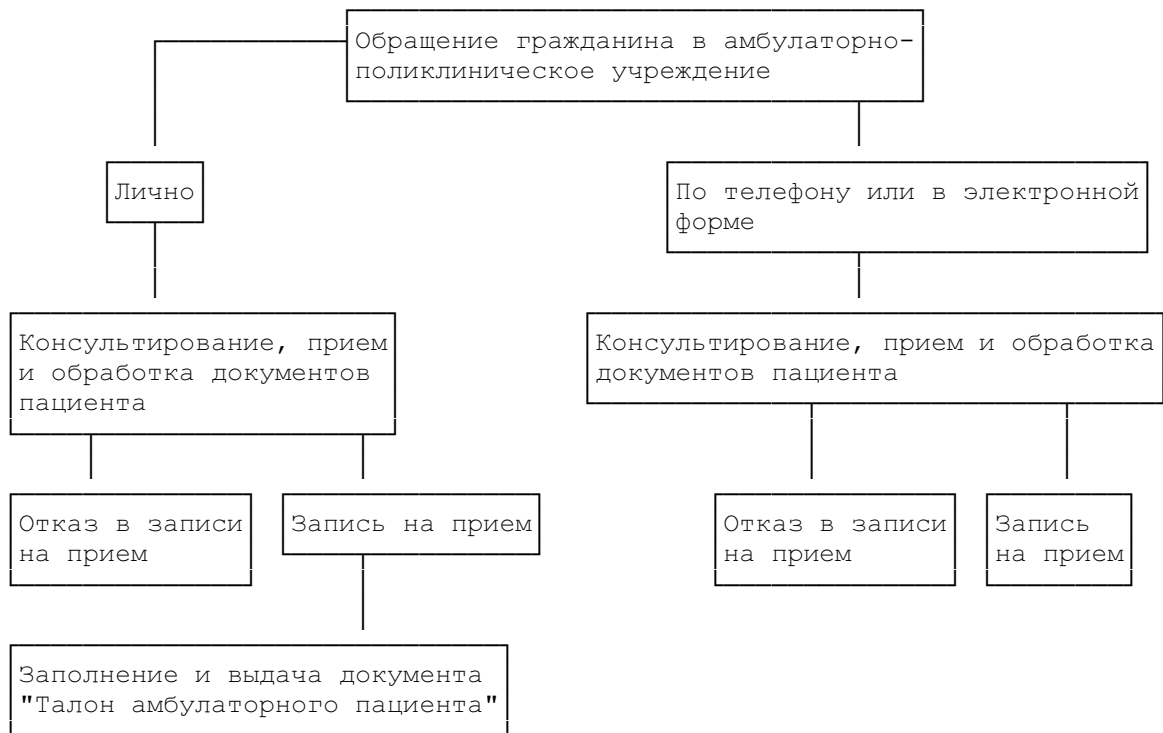 Обращение гражданина в амбулаторно-
поликлиническое учреждение
Лично
По телефону или в электронной
форме
Консультирование, прием
и обработка документов
пациента
Консультирование, прием и обработка
документов пациента
Отказ в записи
на прием
Запись на прием
Отказ в записи
на прием
Запись
на прием
Заполнение и выдача документа
"Талон амбулаторного пациента"